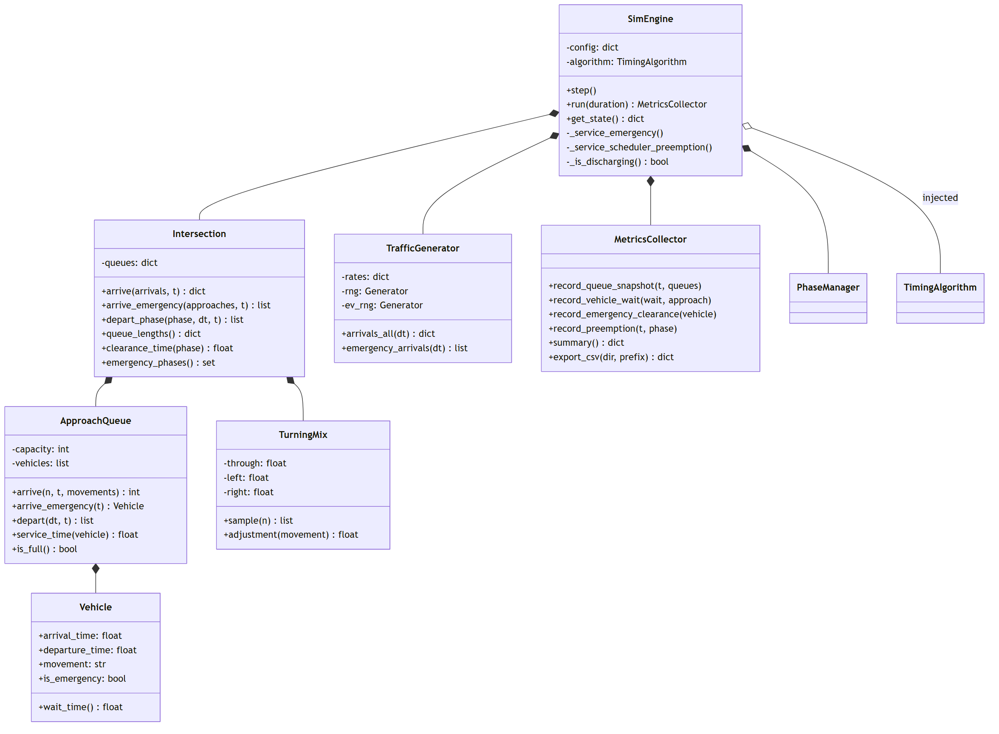 SimEngine
-config: dict
-algorithm: TimingAlgorithm
+step()
+run(duration) : MetricsCollector
+get_state() : dict
-_service_emergency()
-_service_scheduler_preemption()
-_is_discharging() : bool
injected
Intersection
-queues: dict
+arrive(arrivals, t) : dict
+arrive_emergency(approaches, t) : list
+depart_phase(phase, dt, t) : list
+queue_lengths() : dict
+clearance_time(phase) : float
+emergency_phases() : set
TrafficGenerator
-rates: dict
-rng: Generator
-ev_rng: Generator
+arrivals_all(dt) : dict
+emergency_arrivals(dt) : list
MetricsCollector
+record_queue_snapshot(t, queues)
+record_vehicle_wait(wait, approach)
+record_emergency_clearance(vehicle)
+record_preemption(t, phase)
+summary() : dict
+export_csv(dir, prefix) : dict
PhaseManager
TimingAlgorithm
ApproachQueue
-capacity: int
-vehicles: list
+arrive(n, t, movements) : int
+arrive_emergency(t) : Vehicle
+depart(dt, t) : list
+service_time(vehicle) : float
+is_full() : bool
TurningMix
-through: float
-left: float
-right: float
+sample(n) : list
+adjustment(movement) : float
Vehicle
+arrival_time: float
+departure_time: float
+movement: str
+is_emergency: bool
+wait_time() : float